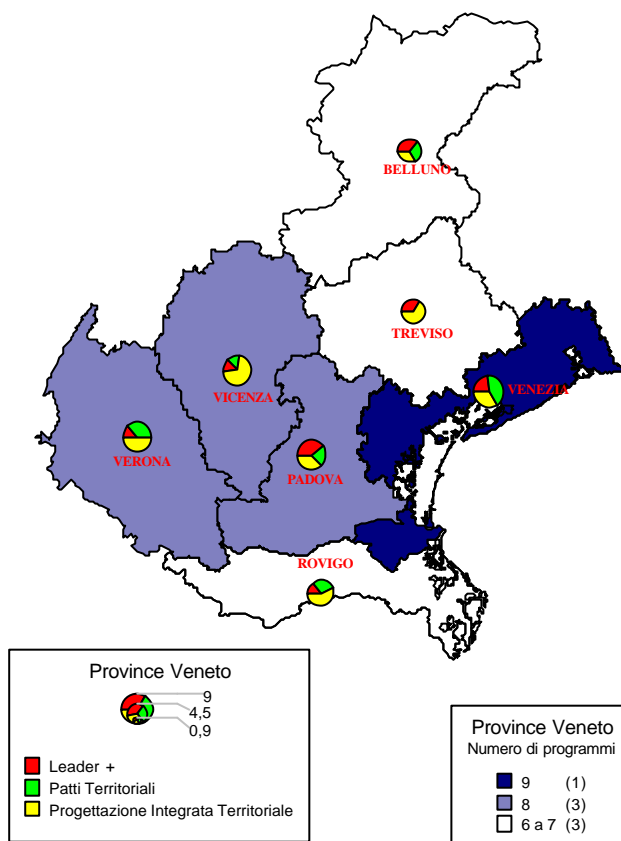 BELLUNO
TREVISO
VICENZA
VENEZIA
VERONA
PADOVA
ROVIGO
Province Veneto
9
4,5
0,9
Leader +
Patti Territoriali
Progettazione Integrata Territoriale
Province Veneto
Numero di programmi
9 (1)
8 (3)
6 a 7 (3)